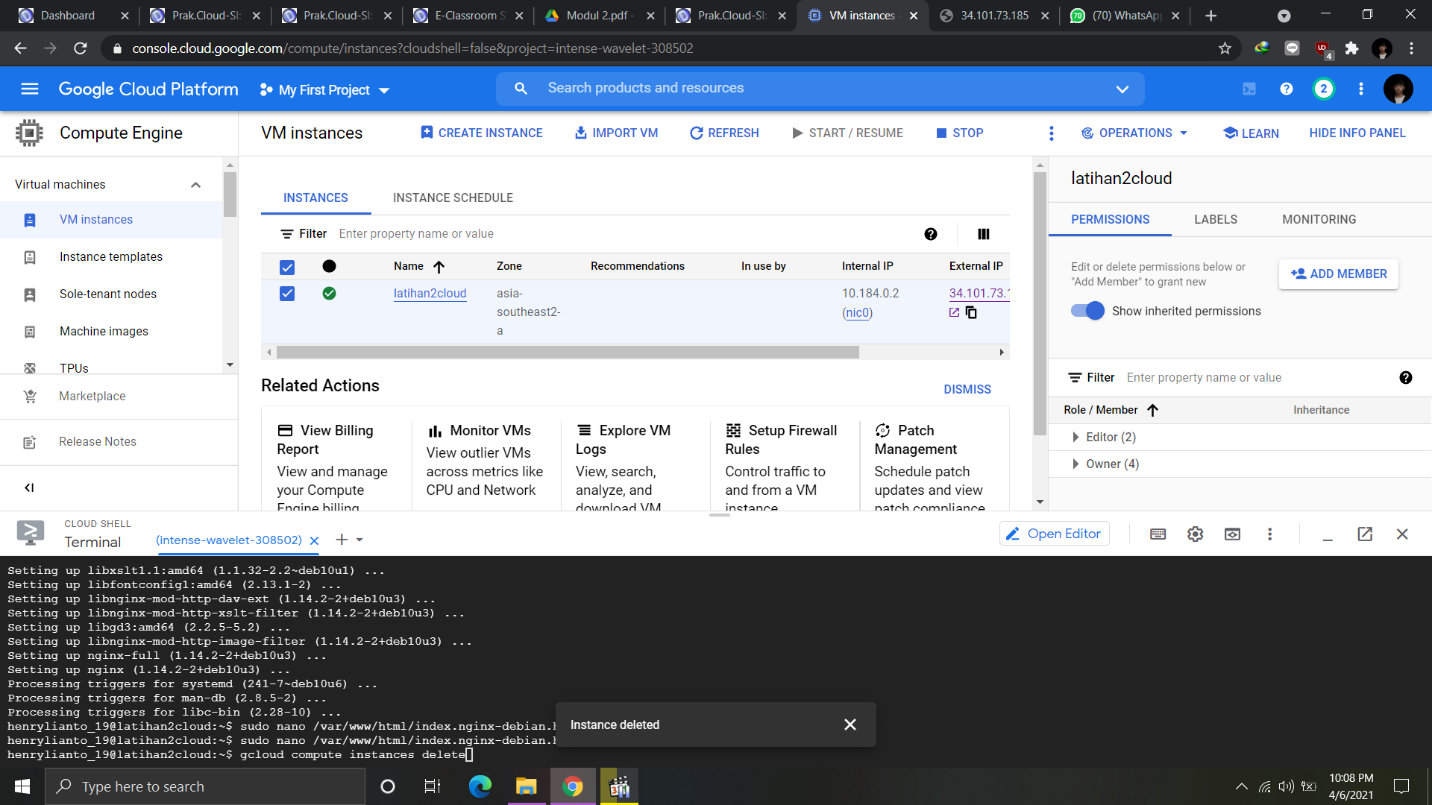 Dashboard
Prak.Cloud-SI:
Prak.Cloud-SI:
E-Classroom S
Modul 2.pdf -
Prak.Cloud-SI:
VM instances -
34.101.73.185
(70) WhatsApp
console.cloud.google.com/compute/instances?cloudshell=false&project=intense-wavelet-308502
4
Google Cloud Platform
My First Project
Search products and resources
2
Compute Engine
VM instances
CREATE INSTANCE
IMPORT VM
REFRESH
START / RESUME
STOP
OPERATIONS
LEARN
HIDE INFO PANEL
Virtual machines
VM instances
Instance templates
Sole-tenant nodes
Machine images
TPUs
Marketplace
Release Notes
INSTANCES
INSTANCE SCHEDULE
Filter Enter property name or value
Name Zone Recommendations In use by Internal IP External IP
latihan2cloud asia-southeast2-a 10.184.0.2 (nic0) 34.101.73.1
Related Actions
DISMISS
View Billing Report
View and manage your Compute Engine billing
Monitor VMs
View outlier VMs across metrics like CPU and Network
Explore VM Logs
View, search, analyze, and download VM
Setup Firewall Rules
Control traffic to and from a VM instance
Patch Management
Schedule patch updates and view patch compliance
latihan2cloud
PERMISSIONS
LABELS
MONITORING
Edit or delete permissions below or
"Add Member" to grant new
ADD MEMBER
Show inherited permissions
Filter Enter property name or value
Role / Member Inheritance
Editor (2)
Owner (4)
CLOUD SHELL
Terminal
(intense-wavelet-308502)
Open Editor
Setting up libxslt1.1:amd64 (1.1.32-2.2~deb10u1) ...
Setting up libfontconfig1:amd64 (2.13.1-2) ...
Setting up libnginx-mod-http-dav-ext (1.14.2-2+deb10u3) ...
Setting up libnginx-mod-http-xslt-filter (1.14.2-2+deb10u3) ...
Setting up libgd3:amd64 (2.2.5-5.2) ...
Setting up libnginx-mod-http-image-filter (1.14.2-2+deb10u3) ...
Setting up nginx-full (1.14.2-2+deb10u3) ...
Setting up nginx (1.14.2-2+deb10u3) ...
Processing triggers for systemd (241-7~deb10u6) ...
Processing triggers for man-db (2.8.5-2) ...
Processing triggers for libc-bin (2.28-10) ...
henrylianto_19@latihan2cloud:~$ sudo nano /var/www/html/index.nginx-debian.h
henrylianto_19@latihan2cloud:~$ sudo nano /var/www/html/index.nginx-debian.h
henrylianto_19@latihan2cloud:~$ gcloud compute instances delete
Instance deleted
Type here to search
10:08 PM
4/6/2021